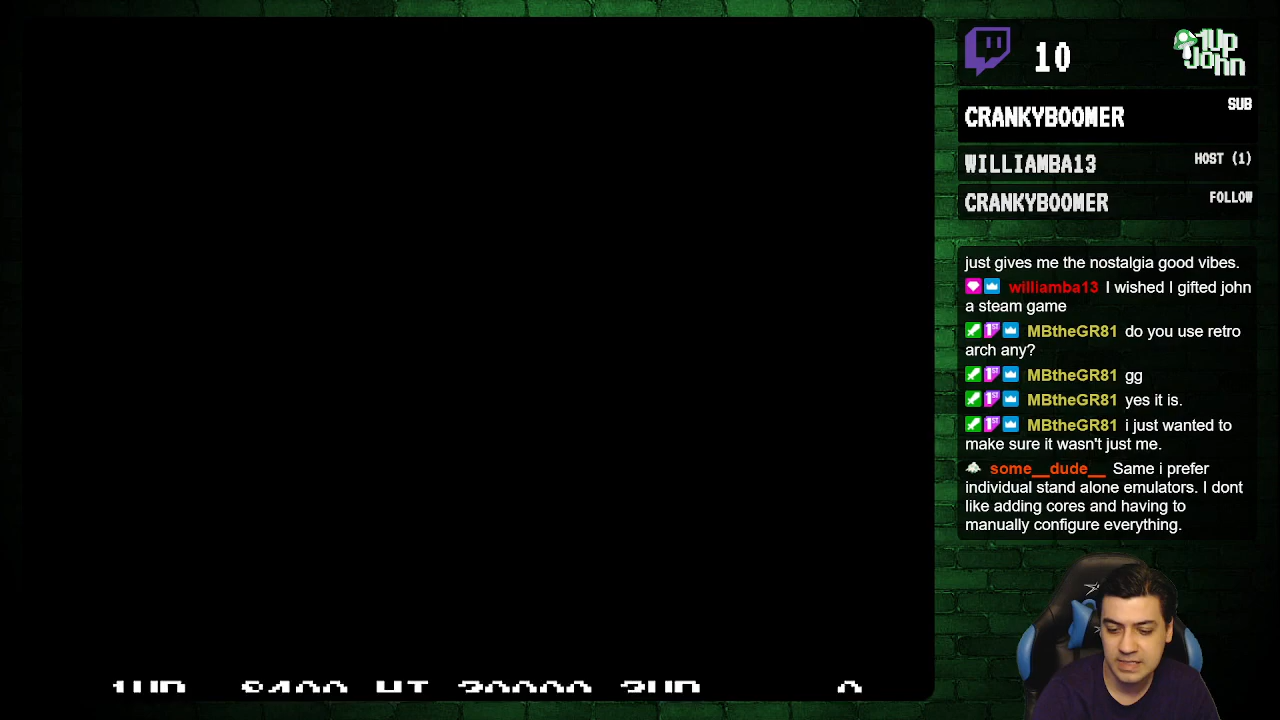 10
1Up
John
CRANKYBOOMER SUB
WILLIAMBA13 HOST (1)
CRANKYBOOMER FOLLOW
just gives me the nostalgia good vibes.
williamba13 I wished I gifted john
a steam game
MBtheGR81 do you use retro
arch any?
MBtheGR81 gg
MBtheGR81 yes it is.
MBtheGR81 i just wanted to
make sure it wasn't just me.
some__dude__ Same i prefer
individual stand alone emulators. I dont
like adding cores and having to
manually configure everything.